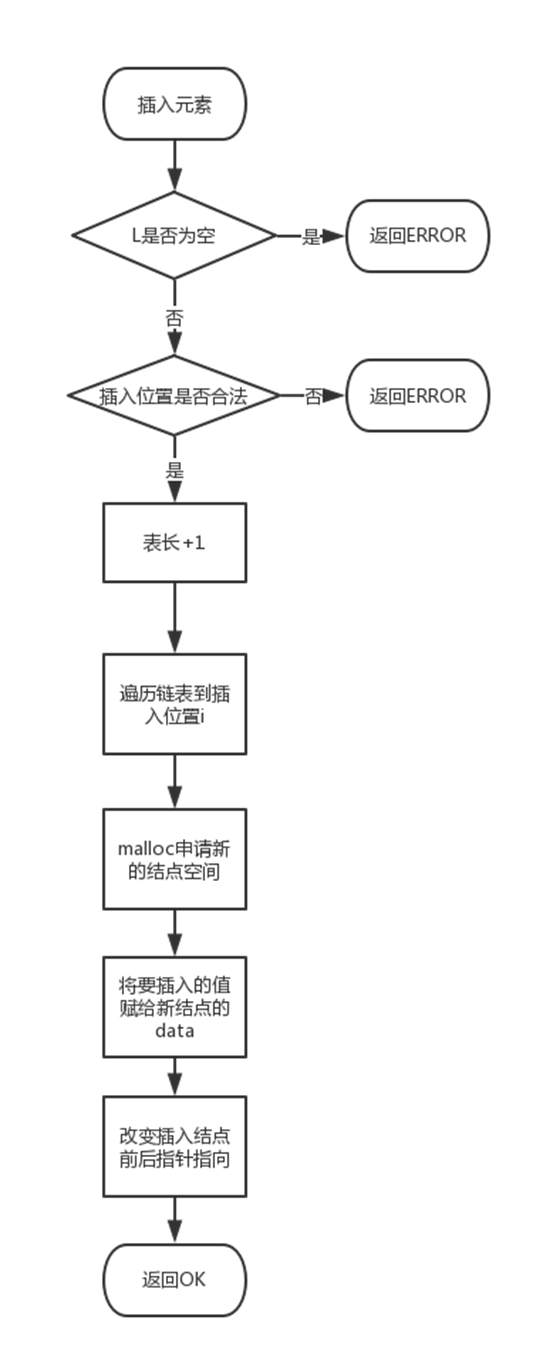 插入元素
L是否为空
是
返回ERROR
否
插入位置是否合法
否
返回ERROR
是
表长+1
遍历链表到插
入位置i
malloc申请新
的结点空间
将要插入的值
赋给新结点的
data
改变插入结点
前后指针指向
返回OK